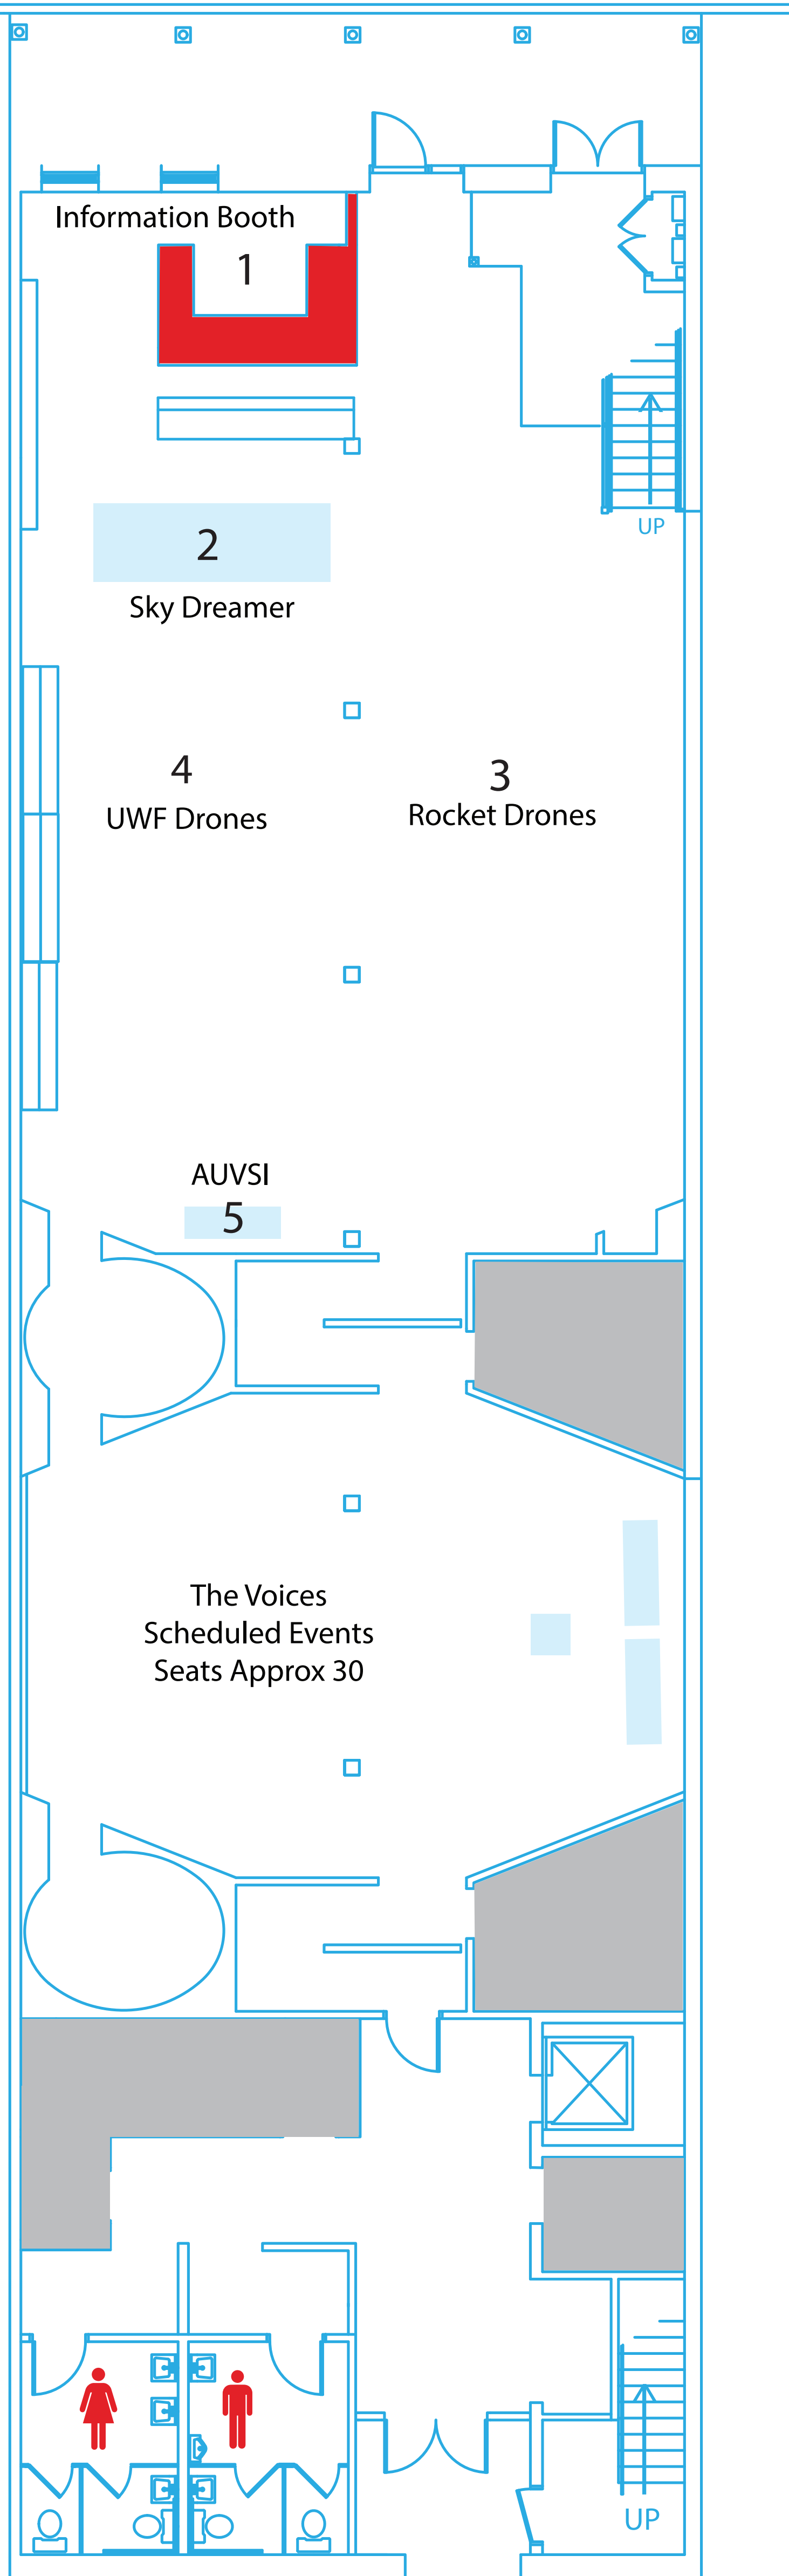 Information Booth
1
UP
2
Sky Dreamer
4
UWF Drones
3
Rocket Drones
AUVSI
5
The Voices
Scheduled Events
Seats Approx 30
UP